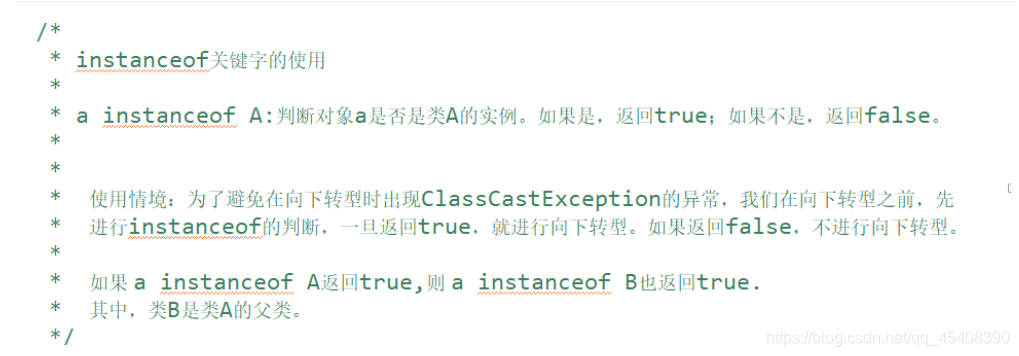 /*
* instanceof关键字的使用
*
* a instanceof A:判断对象a是否是类A的实例。如果是，返回true；如果不是，返回false。
*
*
* 使用情境：为了避免在向下转型时出现ClassCastException的异常，我们在向下转型之前，先
* 进行instanceof的判断，一旦返回true，就进行向下转型。如果返回false，不进行向下转型。
*
* 如果 a instanceof A返回true,则 a instanceof B也返回true.
* 其中，类B是类A的父类。
*/
https://blog.csdn.net/qq_45408390